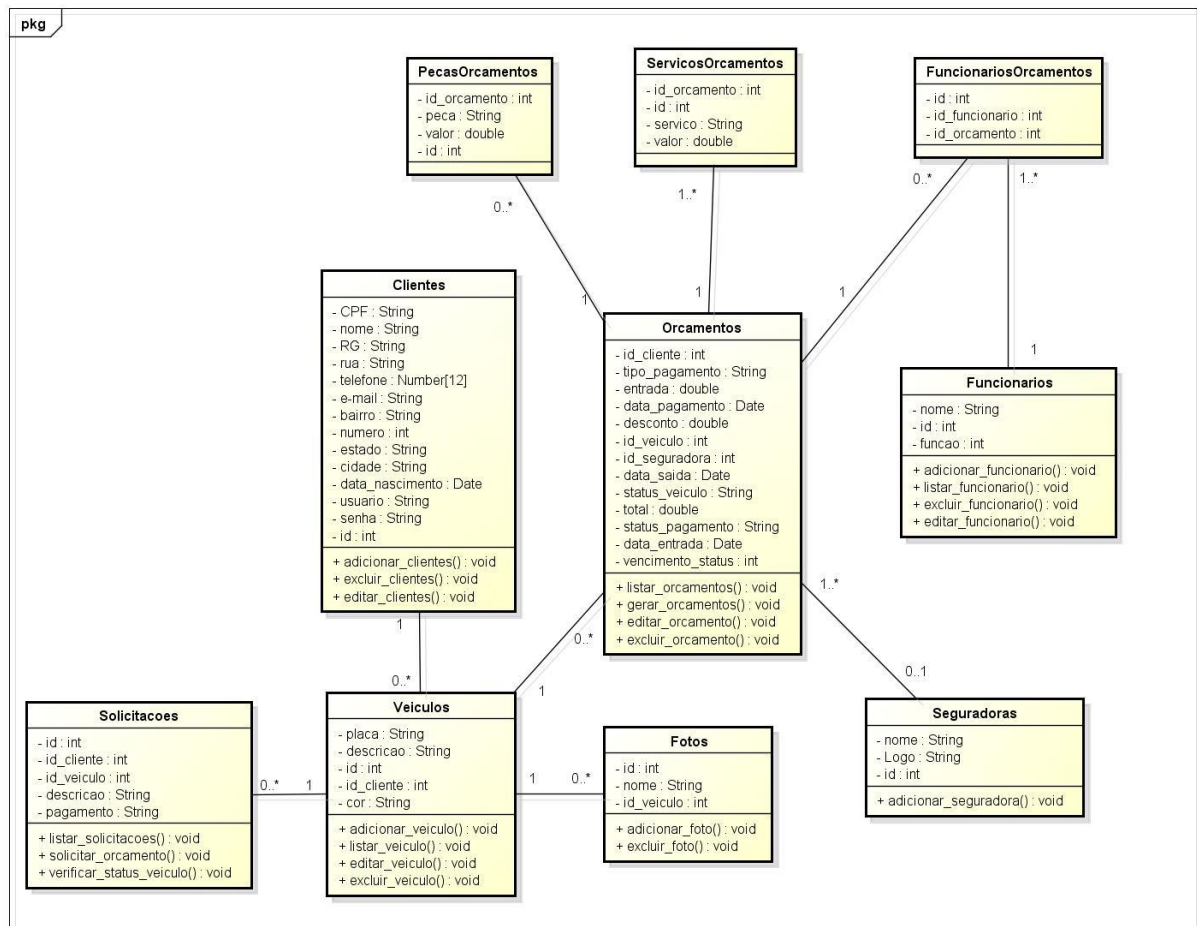 pkg
PecasOrcamentos
- id_orcamento : int
- peca : String
- valor : double
- id : int
ServicosOrcamentos
- id_orcamento : int
- id : int
- servico : String
- valor : double
FuncionariosOrcamentos
- id : int
- id_funcionario : int
- id_orcamento : int
0..*
1..*
0..*
1..*
1
1
1
1
Clientes
- CPF : String
- nome : String
- RG : String
- rua : String
- telefone : Number[12]
- e-mail : String
- bairro : String
- numero : int
- estado : String
- cidade : String
- data_nascimento : Date
- usuario : String
- senha : String
- id : int
+ adicionar_clientes() : void
+ excluir_clientes() : void
+ editar_clientes() : void
Orcamentos
- id_cliente : int
- tipo_pagamento : String
- entrada : double
- data_pagamento : Date
- desconto : double
- id_veiculo : int
- id_seguradora : int
- data_saida : Date
- status_veiculo : String
- total : double
- status_pagamento : String
- data_entrada : Date
- vencimento_status : int
+ listar_orcamentos() : void
+ gerar_orcamentos() : void
+ editar_orcamento() : void
+ excluir_orcamento() : void
Funcionarios
- nome : String
- id : int
- funcao : int
+ adicionar_funcionario() : void
+ listar_funcionario() : void
+ excluir_funcionario() : void
+ editar_funcionario() : void
1
0..*
0..*
1
1..*
0..1
Solicitacoes
- id : int
- id_cliente : int
- id_veiculo : int
- descricao : String
- pagamento : String
+ listar_solicitacoes() : void
+ solicitar_orcamento() : void
+ verificar_status_veiculo() : void
0..*
1
Veiculos
- placa : String
- descricao : String
- id : int
- id_cliente : int
- cor : String
+ adicionar_veiculo() : void
+ listar_veiculo() : void
+ editar_veiculo() : void
+ excluir_veiculo() : void
1
0..*
Fotos
- id : int
- nome : String
- id_veiculo : int
+ adicionar_foto() : void
+ excluir_foto() : void
Seguradoras
- nome : String
- Logo : String
- id : int
+ adicionar_seguradora() : void